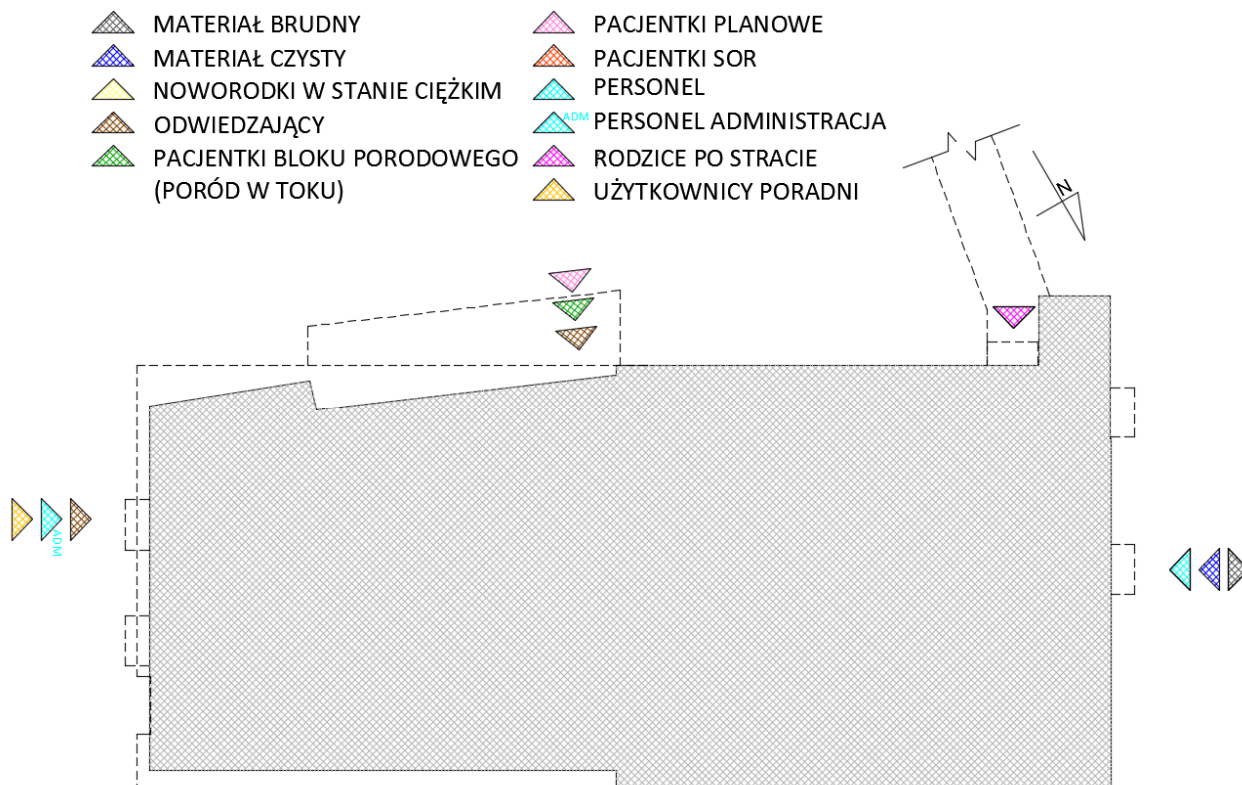 MATERIAŁ BRUDNY
MATERIAŁ CZYSTY
NOWORODKI W STANIE CIĘŻKIM
ODWIEDZAJĄCY
PACJENTKI BLOKU PORODOWEGO
(PORÓD W TOKU)
PACJENTKI PLANOWE
PACJENTKI SOR
PERSONEL
ADM PERSONEL ADMINISTRACJA
RODZICE PO STRACIE
UŻYTKOWNICY PORADNI
N
ADM